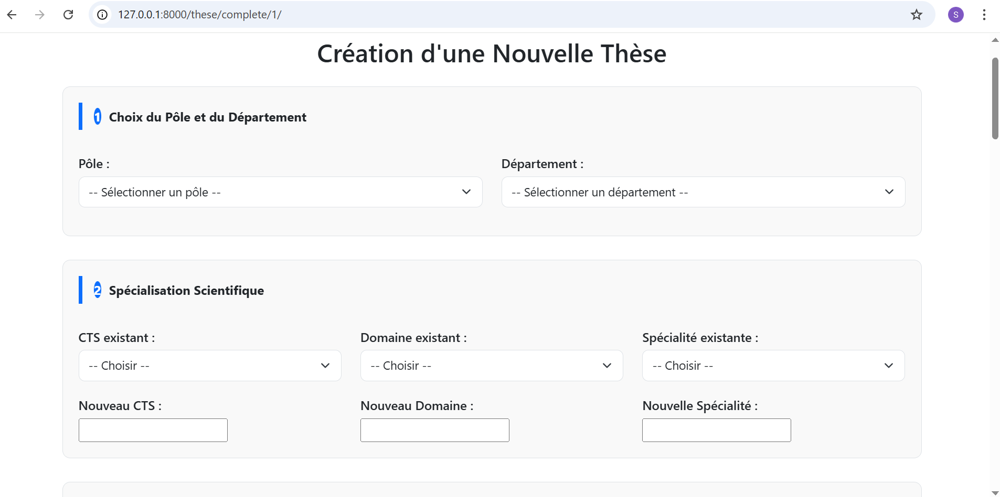 127.0.0.1:8000/these/complete/1/
S
Création d'une Nouvelle Thèse
1 Choix du Pôle et du Département
Pôle : Département :
-- Sélectionner un pôle -- -- Sélectionner un département --
2 Spécialisation Scientifique
CTS existant : Domaine existant : Spécialité existante :
-- Choisir -- -- Choisir -- -- Choisir --
Nouveau CTS : Nouveau Domaine : Nouvelle Spécialité :